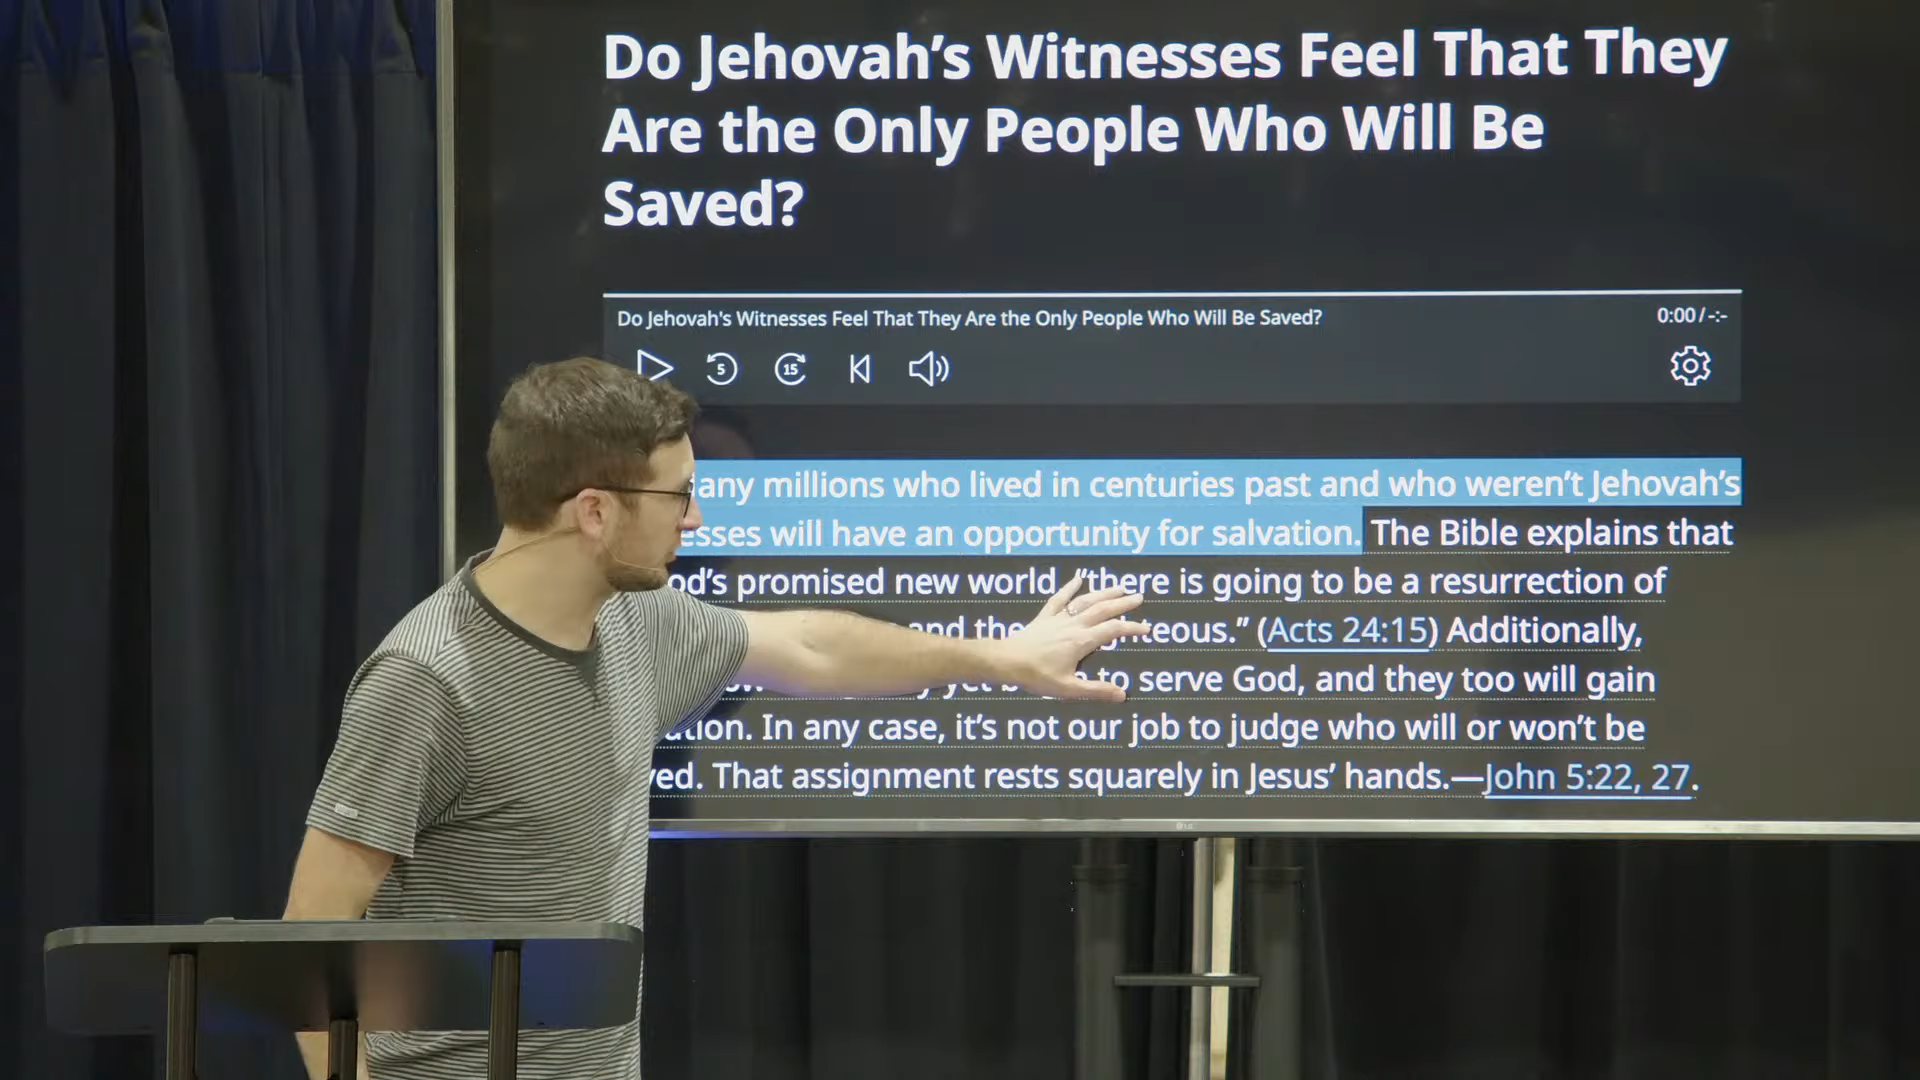 Do Jehovah’s Witnesses Feel That They
Are the Only People Who Will Be
Saved?
Do Jehovah's Witnesses Feel That They Are the Only People Who Will Be Saved?
0:00 / -:-
5
15
any millions who lived in centuries past and who weren’t Jehovah’s
esses will have an opportunity for salvation. The Bible explains that
od’s promised new world, “there is going to be a resurrection of
and the teous.” (Acts 24:15) Additionally,
yet to serve God, and they too will gain
ation. In any case, it’s not our job to judge who will or won’t be
ved. That assignment rests squarely in Jesus’ hands.—John 5:22, 27.
LG